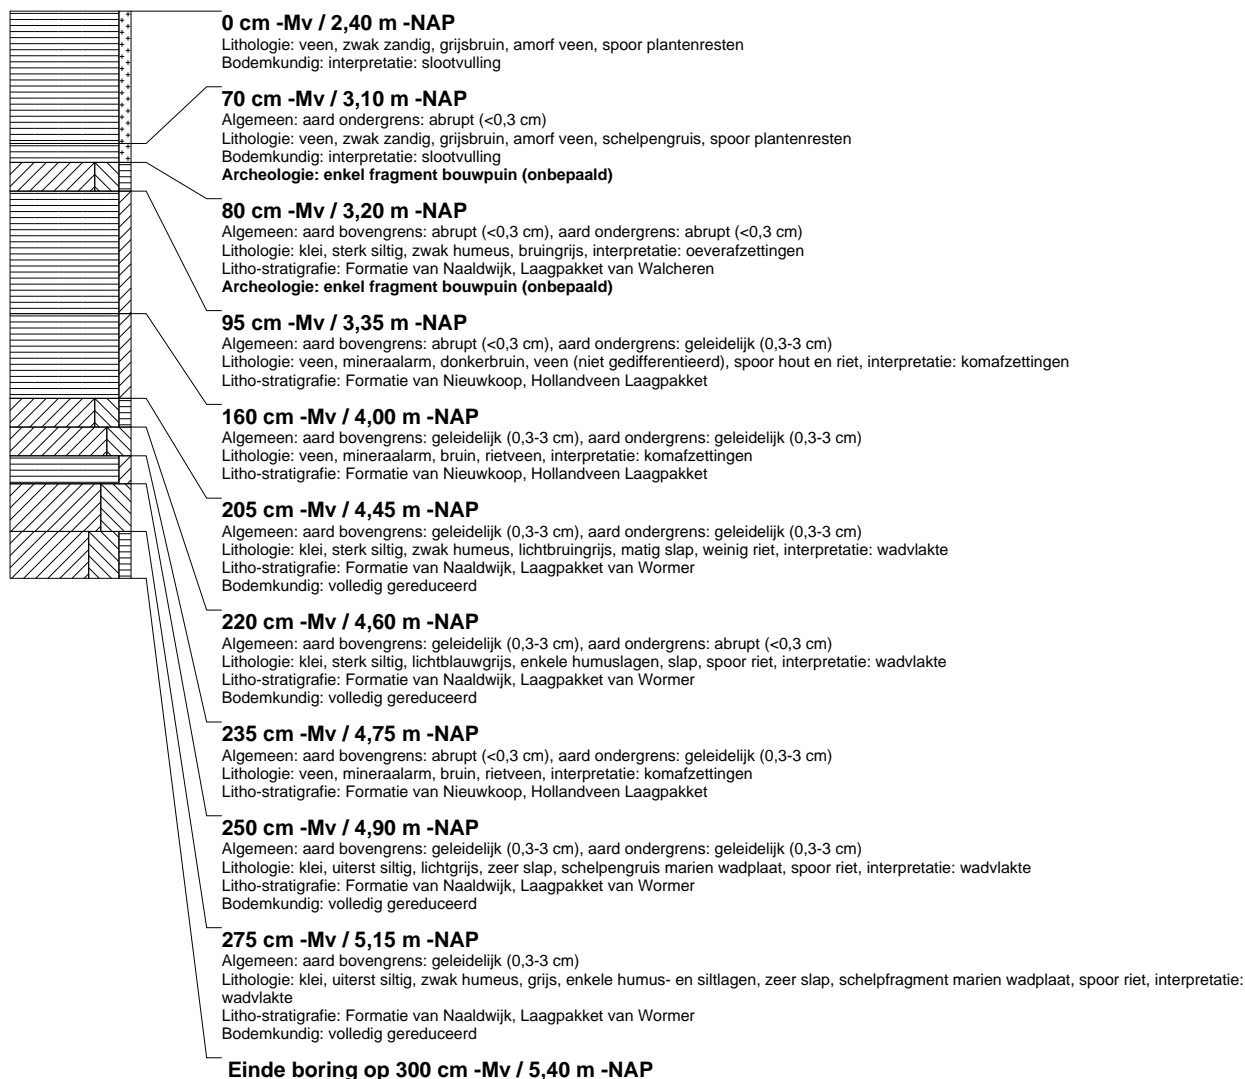 0 cm -Mv / 2,40 m -NAP
Lithologie: veen, zwak zandig, grijsbruin, amorf veen, spoor plantenresten
Bodemkundig: interpretatie: slootvulling
70 cm -Mv / 3,10 m -NAP
Algemeen: aard ondergrens: abrupt (<0,3 cm)
Lithologie: veen, zwak zandig, grijsbruin, amorf veen, schelpengruis, spoor plantenresten
Bodemkundig: interpretatie: slootvulling
Archeologie: enkel fragment bouwpuin (onbepaald)
80 cm -Mv / 3,20 m -NAP
Algemeen: aard bovengrens: abrupt (<0,3 cm), aard ondergrens: abrupt (<0,3 cm)
Lithologie: klei, sterk siltig, zwak humeus, bruingrijs, interpretatie: oeverafzettingen
Litho-stratigrafie: Formatie van Naaldwijk, Laagpakket van Walcheren
Archeologie: enkel fragment bouwpuin (onbepaald)
95 cm -Mv / 3,35 m -NAP
Algemeen: aard bovengrens: abrupt (<0,3 cm), aard ondergrens: geleidelijk (0,3-3 cm)
Lithologie: veen, mineraalarm, donkerbruin, veen (niet gedifferentieerd), spoor hout en riet, interpretatie: komafzettingen
Litho-stratigrafie: Formatie van Nieuwkoop, Hollandveen Laagpakket
160 cm -Mv / 4,00 m -NAP
Algemeen: aard bovengrens: geleidelijk (0,3-3 cm), aard ondergrens: geleidelijk (0,3-3 cm)
Lithologie: veen, mineraalarm, bruin, rietveen, interpretatie: komafzettingen
Litho-stratigrafie: Formatie van Nieuwkoop, Hollandveen Laagpakket
205 cm -Mv / 4,45 m -NAP
Algemeen: aard bovengrens: geleidelijk (0,3-3 cm), aard ondergrens: geleidelijk (0,3-3 cm)
Lithologie: klei, sterk siltig, zwak humeus, lichtbruingrijs, matig slap, weinig riet, interpretatie: wadvlakte
Litho-stratigrafie: Formatie van Naaldwijk, Laagpakket van Wormer
Bodemkundig: volledig gereduceerd
220 cm -Mv / 4,60 m -NAP
Algemeen: aard bovengrens: geleidelijk (0,3-3 cm), aard ondergrens: abrupt (<0,3 cm)
Lithologie: klei, sterk siltig, lichtblauwgrijs, enkele humuslagen, slap, spoor riet, interpretatie: wadvlakte
Litho-stratigrafie: Formatie van Naaldwijk, Laagpakket van Wormer
Bodemkundig: volledig gereduceerd
235 cm -Mv / 4,75 m -NAP
Algemeen: aard bovengrens: abrupt (<0,3 cm), aard ondergrens: geleidelijk (0,3-3 cm)
Lithologie: veen, mineraalarm, bruin, rietveen, interpretatie: komafzettingen
Litho-stratigrafie: Formatie van Nieuwkoop, Hollandveen Laagpakket
250 cm -Mv / 4,90 m -NAP
Algemeen: aard bovengrens: geleidelijk (0,3-3 cm), aard ondergrens: geleidelijk (0,3-3 cm)
Lithologie: klei, uiterst siltig, lichtgrijs, zeer slap, schelpengruis marien wadplaat, spoor riet, interpretatie: wadvlakte
Litho-stratigrafie: Formatie van Naaldwijk, Laagpakket van Wormer
Bodemkundig: volledig gereduceerd
275 cm -Mv / 5,15 m -NAP
Algemeen: aard bovengrens: geleidelijk (0,3-3 cm)
Lithologie: klei, uiterst siltig, zwak humeus, grijs, enkele humus- en siltlagen, zeer slap, schelpfragment marien wadplaat, spoor riet, interpretatie:
wadvlakte
Litho-stratigrafie: Formatie van Naaldwijk, Laagpakket van Wormer
Bodemkundig: volledig gereduceerd
Einde boring op 300 cm -Mv / 5,40 m -NAP